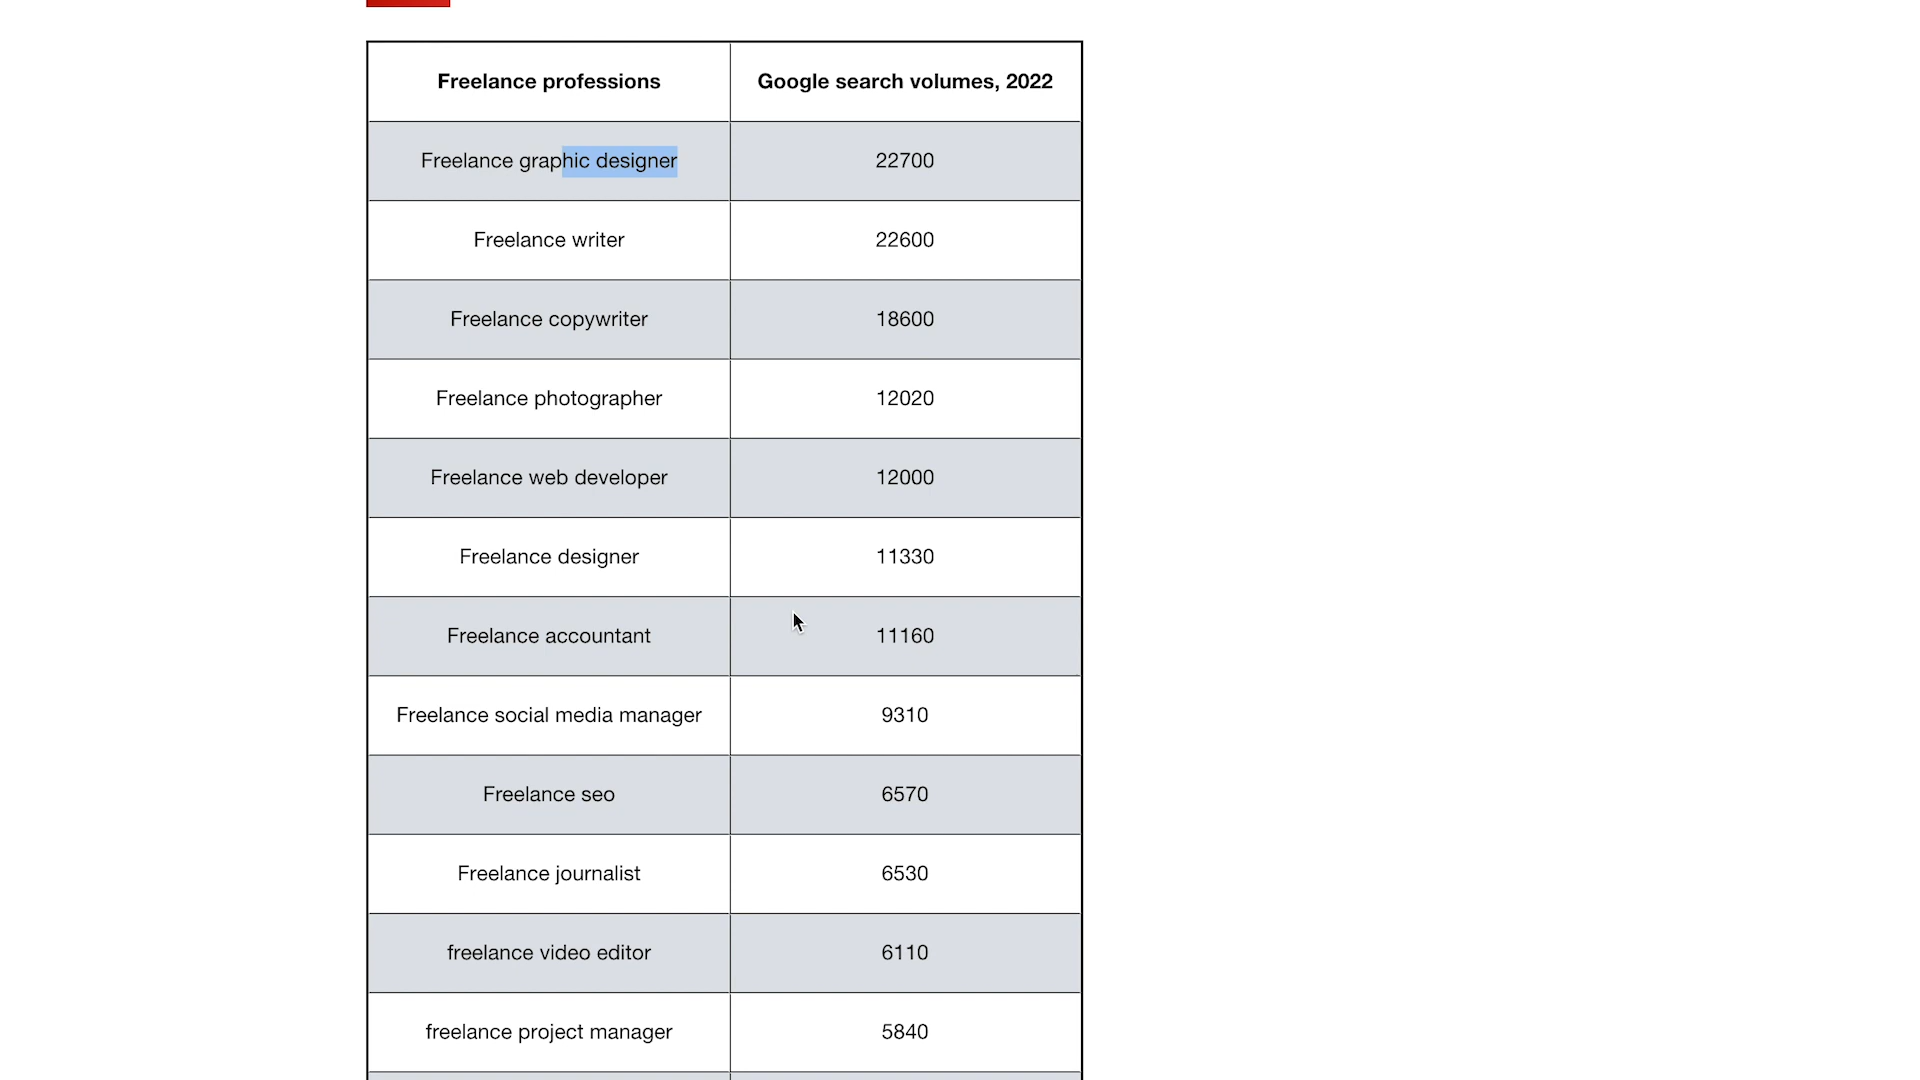 Freelance professions Google search volumes, 2022
Freelance graphic designer 22700
Freelance writer 22600
Freelance copywriter 18600
Freelance photographer 12020
Freelance web developer 12000
Freelance designer 11330
Freelance accountant 11160
Freelance social media manager 9310
Freelance seo 6570
Freelance journalist 6530
freelance video editor 6110
freelance project manager 5840